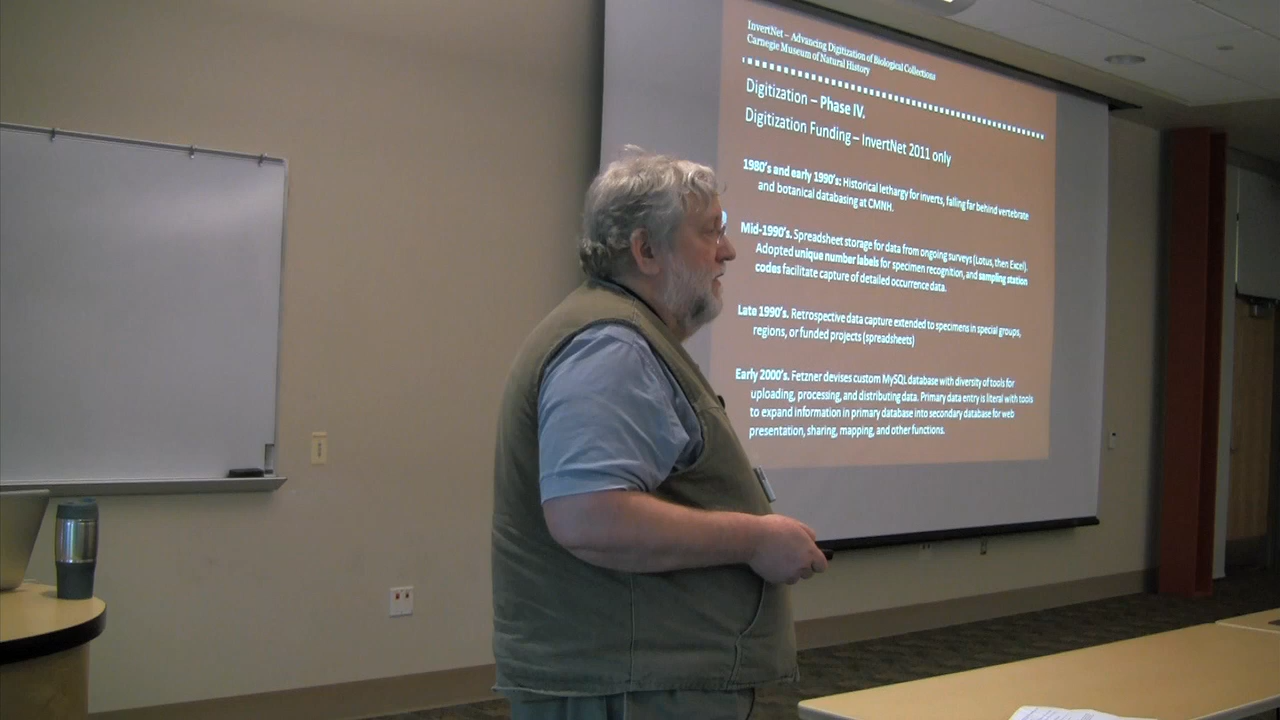 InvertNet – Advancing Digitization of Biological Collections
Carnegie Museum of Natural History
Digitization – Phase IV.
Digitization Funding – InvertNet 2011 only
1980's and early 1990's: Historical lethargy for inverts, falling far behind vertebrate
and botanical databasing at CMNH.
Mid-1990's. Spreadsheet storage for data from ongoing surveys (Lotus, then Excel).
Adopted unique number labels for specimen recognition, and sampling station
codes facilitate capture of detailed occurrence data.
Late 1990's. Retrospective data capture extended to specimens in special groups,
regions, or funded projects (spreadsheets)
Early 2000's. Fetzner devises custom MySQL database with diversity of tools for
uploading, processing, and distributing data. Primary data entry is literal with tools
to expand information in primary database into secondary database for web
presentation, sharing, mapping, and other functions.